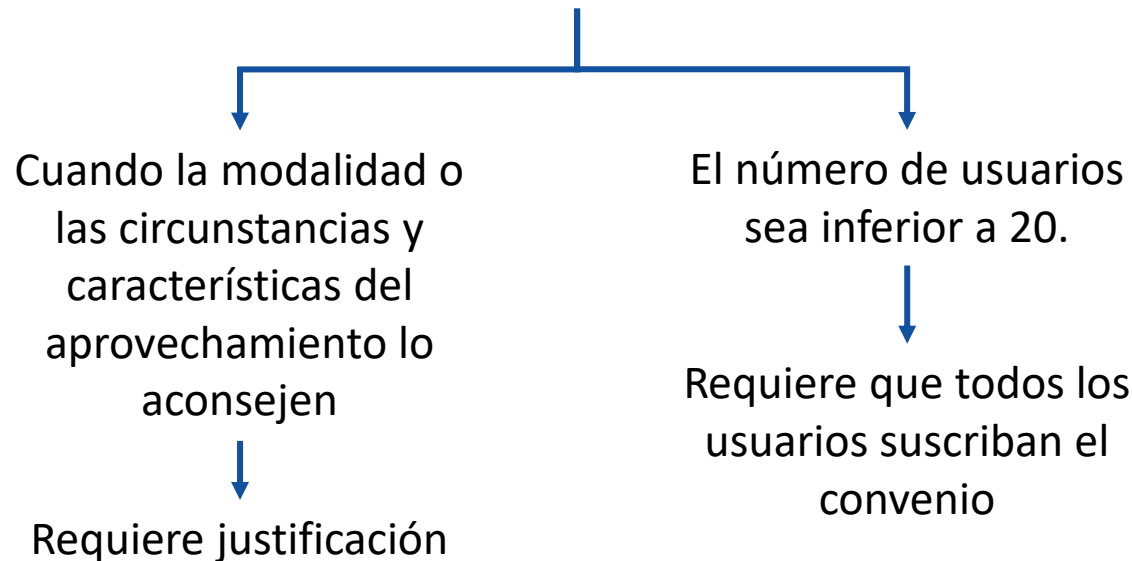 Cuando la modalidad o
las circunstancias y
características del
aprovechamiento lo
aconsejen
Requiere justificación
El número de usuarios
sea inferior a 20.
Requiere que todos los
usuarios suscriban el
convenio